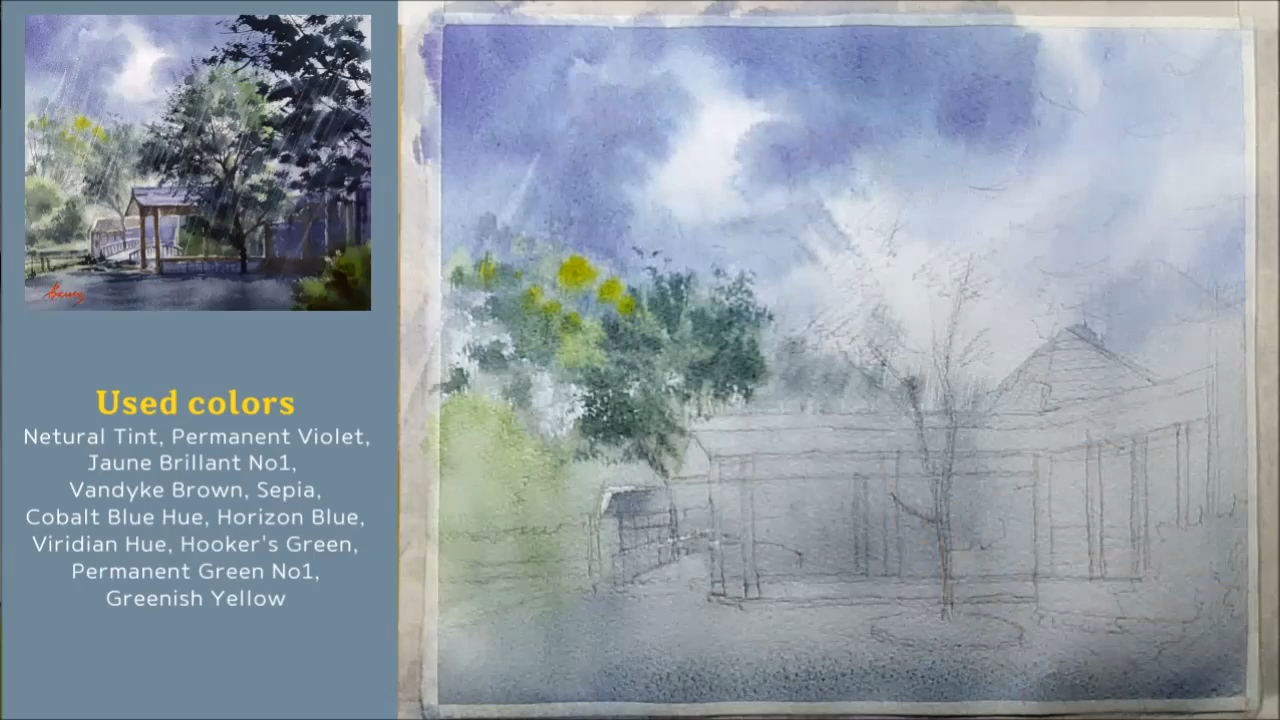 Used colors
Netural Tint, Permanent Violet,
Jaune Brillant No1,
Vandyke Brown, Sepia,
Cobalt Blue Hue, Horizon Blue,
Viridian Hue, Hooker's Green,
Permanent Green No1,
Greenish Yellow